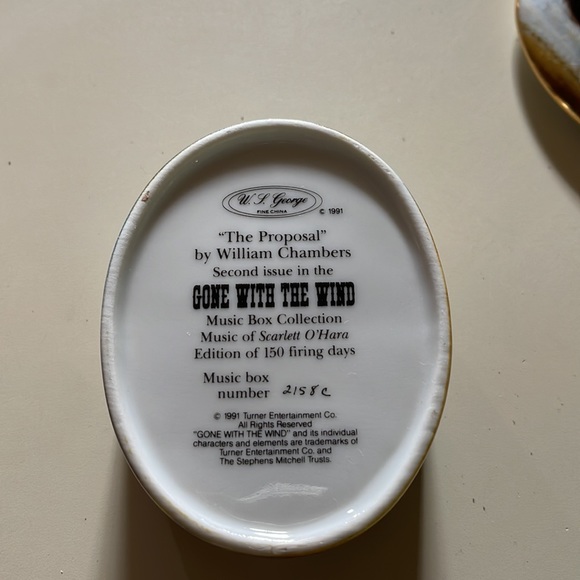 W. S. George
FINE CHINA
© 1991
"The Proposal"
by William Chambers
Second issue in the
GONE WITH THE WIND
Music Box Collection
Music of Scarlett O'Hara
Edition of 150 firing days
Music box
number 2158c
© 1991 Turner Entertainment Co.
All Rights Reserved
"GONE WITH THE WIND" and its individual
characters and elements are trademarks of
Turner Entertainment Co. and
The Stephens Mitchell Trusts.